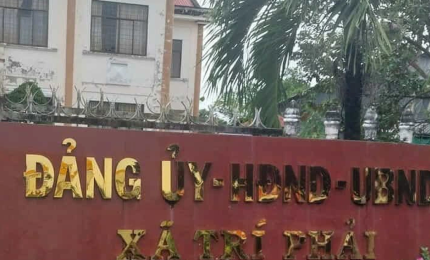 ĐẢNG ỦY-HĐND-UBND
XÃ TRÍ PHẢI